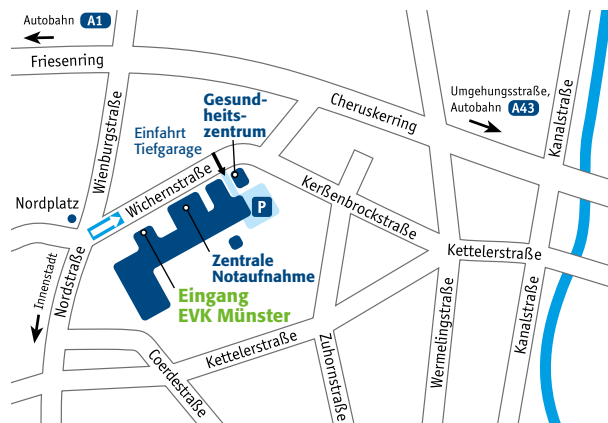 Autobahn A1
Friesenring
Wienburgstraße
Gesund-
heits-
zentrum
Einfahrt
Tiefgarage
Cheruskerring
Umgehungsstraße,
Autobahn A43
Kanalstraße
Wichernstraße
Nordplatz
P
Kerßenbrockstraße
Kettelerstraße
Zentrale
Notaufnahme
Eingang
EVK Münster
Innenstadt
Nordstraße
Coerdestraße
Kettelerstraße
Zuhornstraße
Wermelingstraße
Kanalstraße